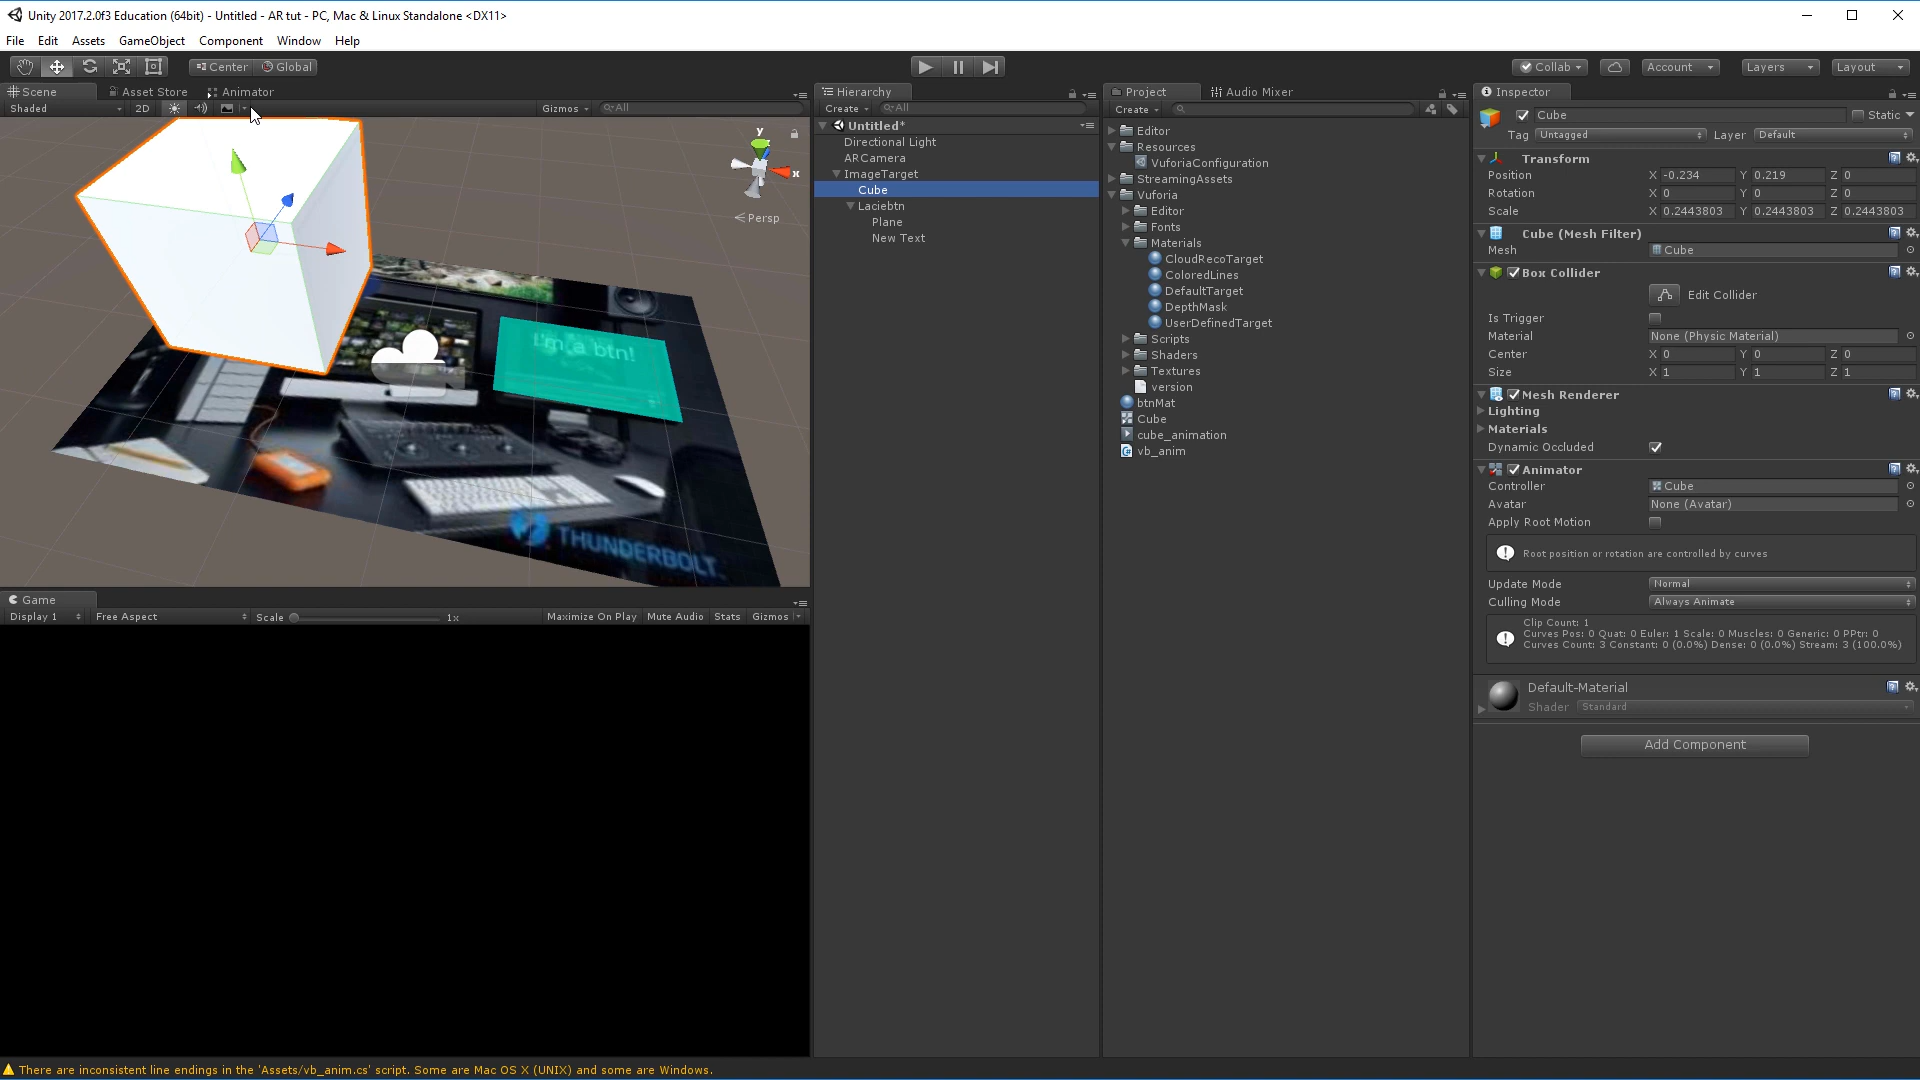 Unity 2017.2.0f3 Education (64bit) - Untitled - AR tut - PC, Mac & Linux Standalone <DX11>
File Edit Assets GameObject Component Window Help
Center Global Collab Account Layers Layout
Scene Asset Store Animator
Shaded 2D Gizmos All
y
x
Persp
I'm a btn!
THUNDERBOLT.
Game
Display 1 Free Aspect Scale 1x Maximize On Play Mute Audio Stats Gizmos
Hierarchy
Create All
Untitled*
Directional Light
ARCamera
ImageTarget
Cube
Laciebtn
Plane
New Text
Project Audio Mixer
Create
Editor
Resources
VuforiaConfiguration
StreamingAssets
Vuforia
Editor
Fonts
Materials
CloudRecoTarget
ColoredLines
DefaultTarget
DepthMask
UserDefinedTarget
Scripts
Shaders
Textures
version
btnMat
Cube
cube_animation
vb_anim
Inspector
Cube Static
Tag Untagged Layer Default
Transform
Position X -0.234 Y 0.219 Z 0
Rotation X 0 Y 0 Z 0
Scale X 0.2443803 Y 0.2443803 Z 0.2443803
Cube (Mesh Filter)
Mesh Cube
Box Collider
Edit Collider
Is Trigger
Material None (Physic Material)
Center X 0 Y 0 Z 0
Size X 1 Y 1 Z 1
Mesh Renderer
Lighting
Materials
Dynamic Occluded
Animator
Controller Cube
Avatar None (Avatar)
Apply Root Motion
Root position or rotation are controlled by curves
Update Mode Normal
Culling Mode Always Animate
Clip Count: 1
Curves Pos: 0 Quat: 0 Euler: 1 Scale: 0 Muscles: 0 Generic: 0 PPtr: 0
Curves Count: 3 Constant: 0 (0.0%) Dense: 0 (0.0%) Stream: 3 (100.0%)
Default-Material
Shader Standard
Add Component
There are inconsistent line endings in the 'Assets/vb_anim.cs' script. Some are Mac OS X (UNIX) and some are Windows.